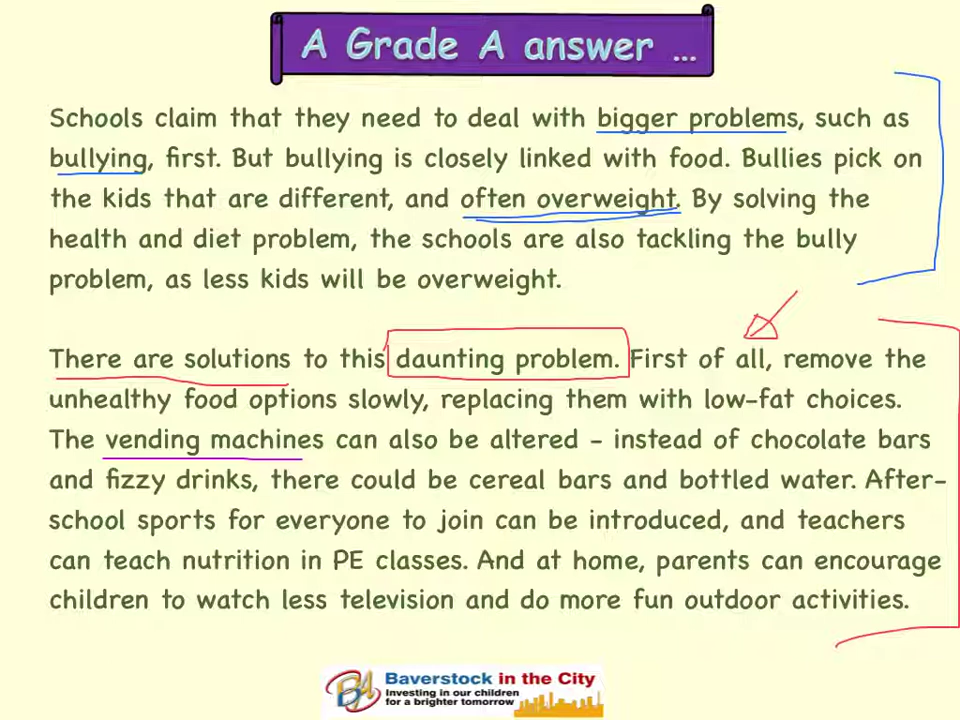 A Grade A answer ...
Schools claim that they need to deal with bigger problems, such as
bullying, first. But bullying is closely linked with food. Bullies pick on
the kids that are different, and often overweight. By solving the
health and diet problem, the schools are also tackling the bully
problem, as less kids will be overweight.
There are solutions to this daunting problem. First of all, remove the
unhealthy food options slowly, replacing them with low-fat choices.
The vending machines can also be altered – instead of chocolate bars
and fizzy drinks, there could be cereal bars and bottled water. After-
school sports for everyone to join can be introduced, and teachers
can teach nutrition in PE classes. And at home, parents can encourage
children to watch less television and do more fun outdoor activities.
Baverstock in the City
Investing in our children
for a brighter tomorrow